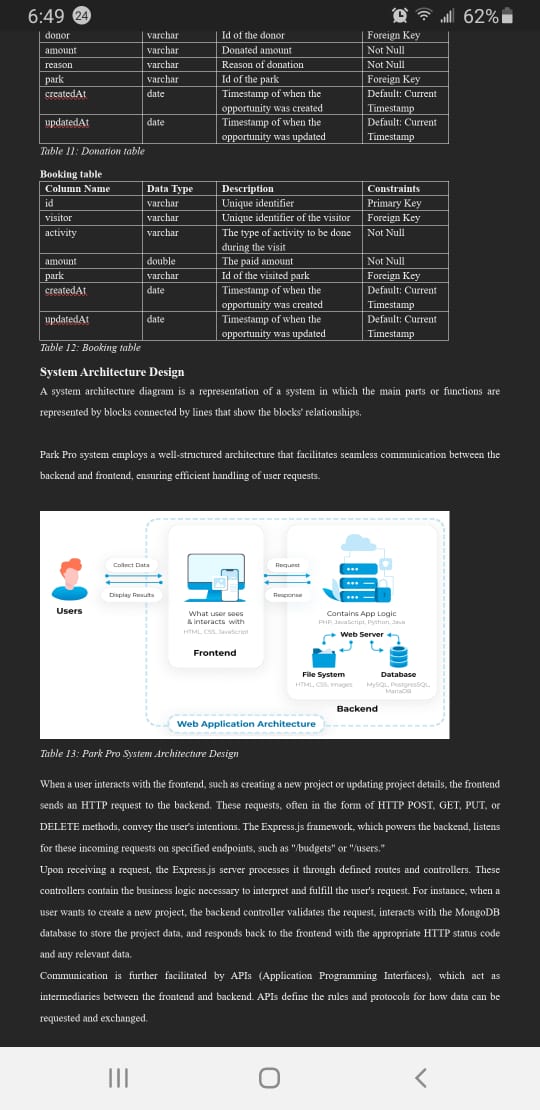 6:49 24 62%
donor varchar Id of the donor Foreign Key
amount varchar Donated amount Not Null
reason varchar Reason of donation Not Null
park varchar Id of the park Foreign Key
createdAt date Timestamp of when the opportunity was created Default: Current Timestamp
updatedAt date Timestamp of when the opportunity was updated Default: Current Timestamp
Table 11: Donation table
Booking table
Column Name Data Type Description Constraints
id varchar Unique identifier Primary Key
visitor varchar Unique identifier of the visitor Foreign Key
activity varchar The type of activity to be done during the visit Not Null
amount double The paid amount Not Null
park varchar Id of the visited park Foreign Key
createdAt date Timestamp of when the opportunity was created Default: Current Timestamp
updatedAt date Timestamp of when the opportunity was updated Default: Current Timestamp
Table 12: Booking table
System Architecture Design
A system architecture diagram is a representation of a system in which the main parts or functions are
represented by blocks connected by lines that show the blocks' relationships.
Park Pro system employs a well-structured architecture that facilitates seamless communication between the
backend and frontend, ensuring efficient handling of user requests.
Users
Collect Data
Display Results
What user sees
& interacts with
HTML, CSS, JavaScript
Frontend
Request
Response
Contains App Logic
PHP, JavaScript, Python, Java
Web Server
File System
HTML, CSS, images
Database
MySQL, PostgresSQL,
MariaDB
Backend
Web Application Architecture
Table 13: Park Pro System Architecture Design
When a user interacts with the frontend, such as creating a new project or updating project details, the frontend
sends an HTTP request to the backend. These requests, often in the form of HTTP POST, GET, PUT, or
DELETE methods, convey the user's intentions. The Express.js framework, which powers the backend, listens
for these incoming requests on specified endpoints, such as "/budgets" or "/users."
Upon receiving a request, the Express.js server processes it through defined routes and controllers. These
controllers contain the business logic necessary to interpret and fulfill the user's request. For instance, when a
user wants to create a new project, the backend controller validates the request, interacts with the MongoDB
database to store the project data, and responds back to the frontend with the appropriate HTTP status code
and any relevant data.
Communication is further facilitated by APIs (Application Programming Interfaces), which act as
intermediaries between the frontend and backend. APIs define the rules and protocols for how data can be
requested and exchanged.